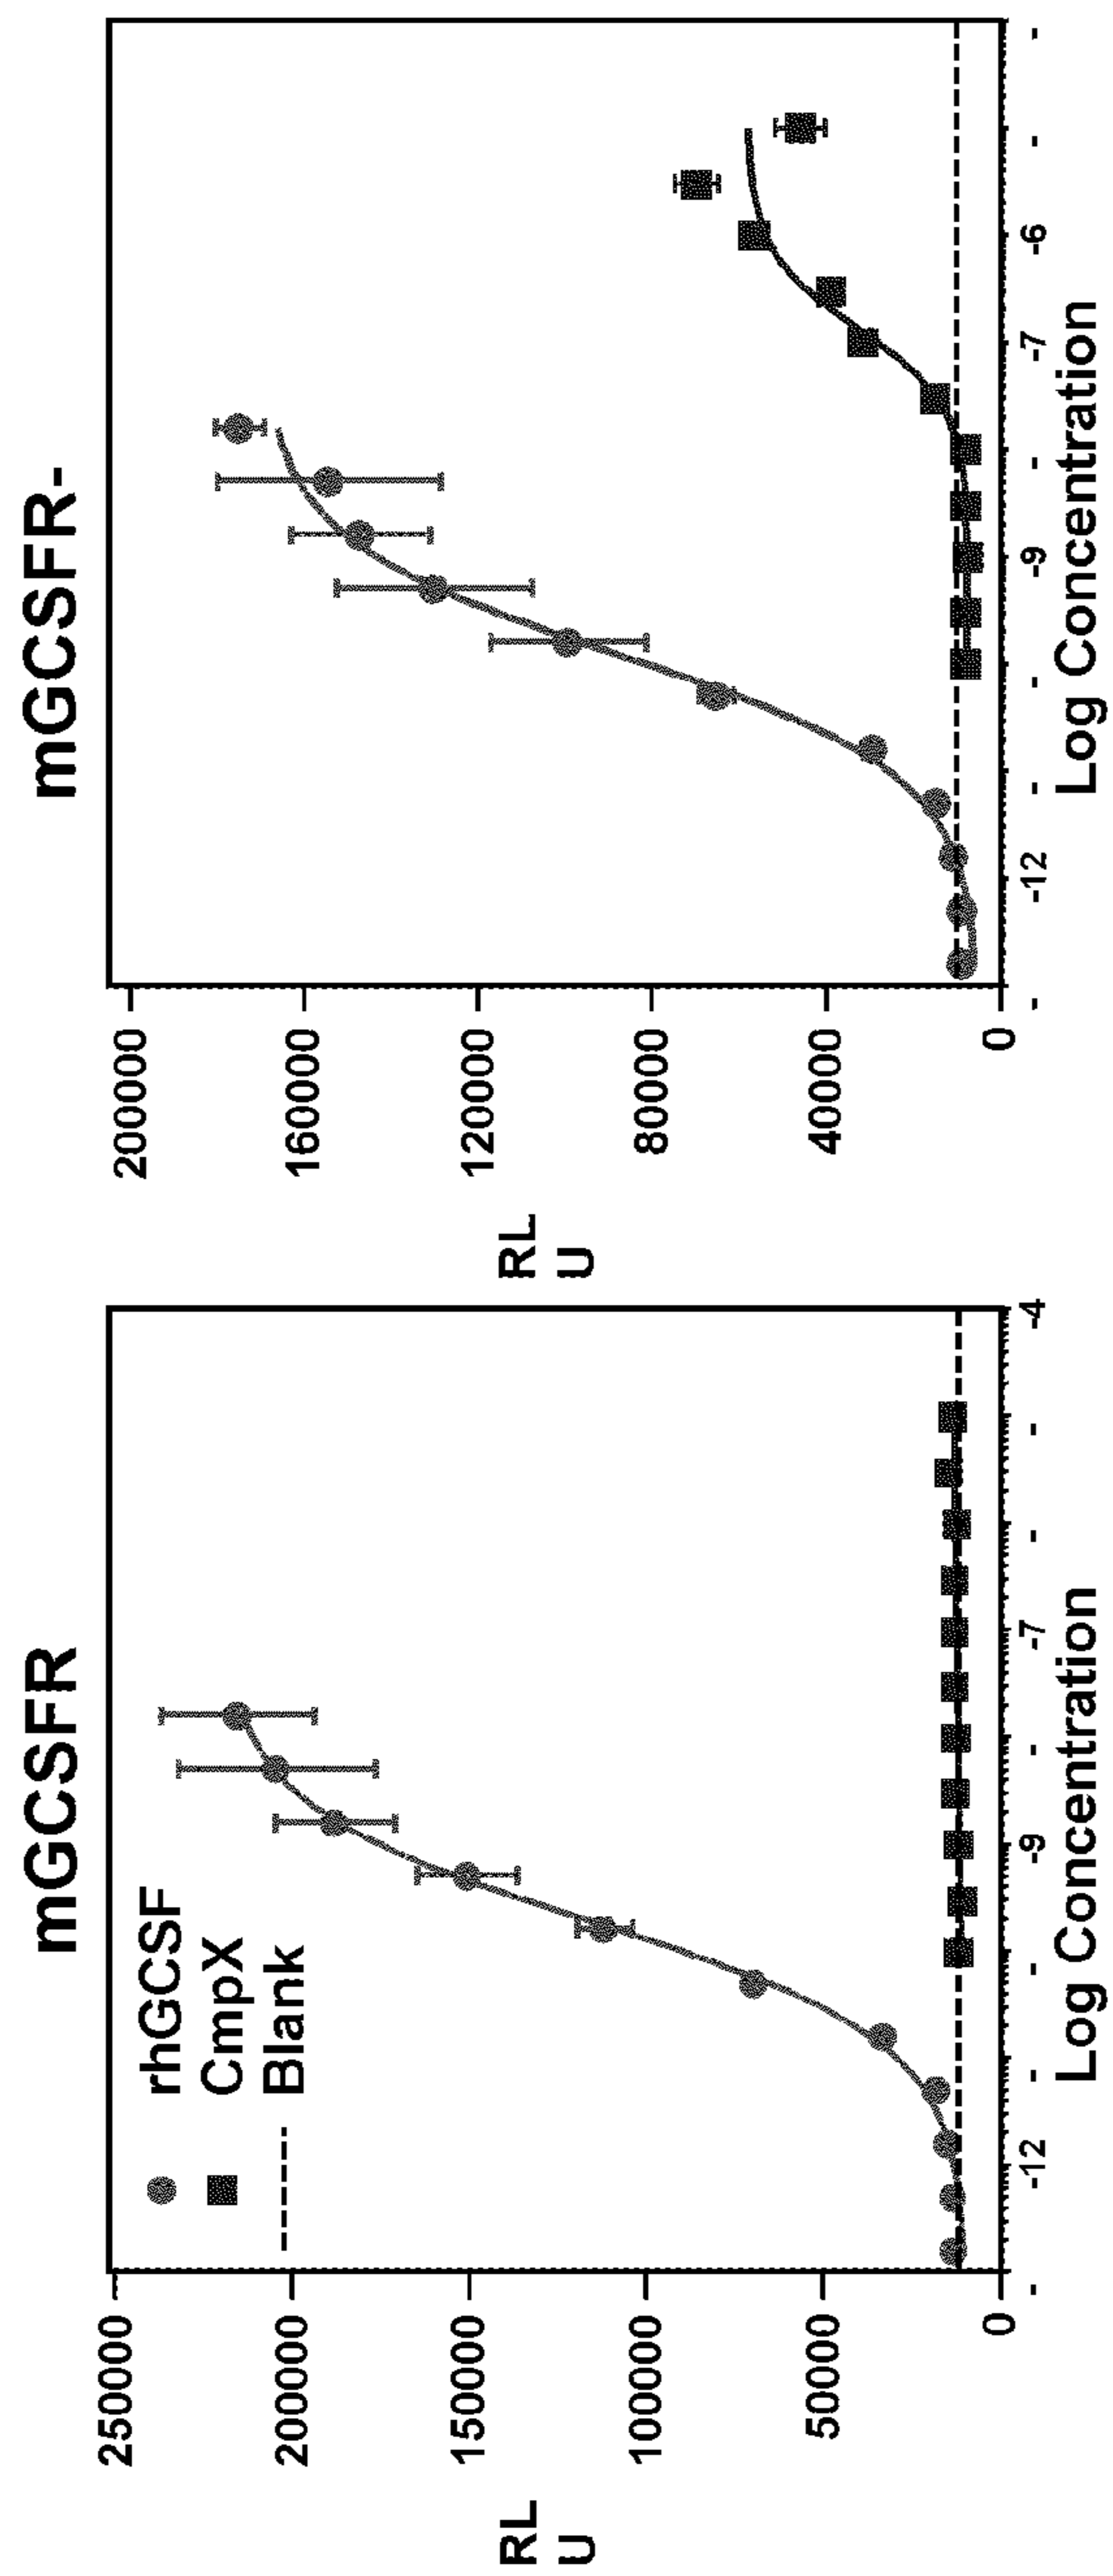 mGCSFR
rhGCSF
CmpX
Blank
250000
200000
150000
100000
50000
0
RL
U
-
-12
-
-
-9
-
-7
-
-
-4
Log Concentration
mGCSFR-
200000
160000
120000
80000
40000
0
RL
U
-
-12
-
-
-9
-
-7
-6
-
-
Log Concentration